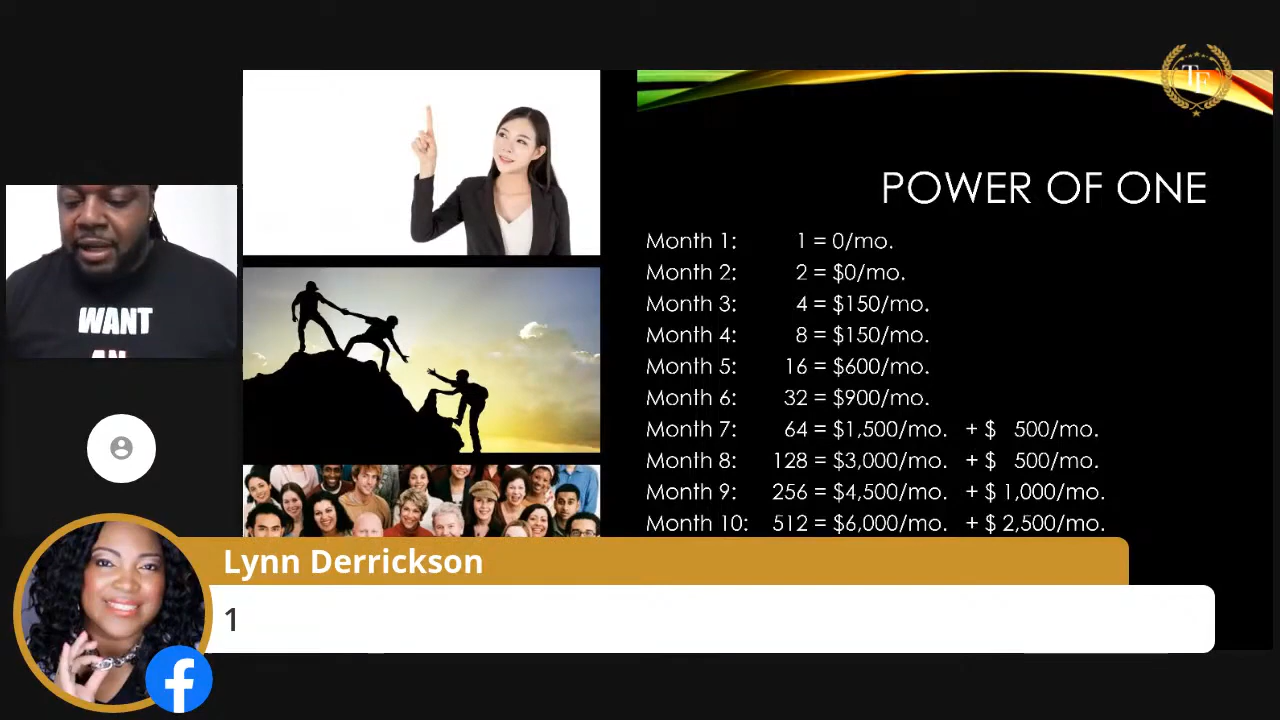 TF
WANT
AN
POWER OF ONE
Month 1: 1 = 0/mo.
Month 2: 2 = $0/mo.
Month 3: 4 = $150/mo.
Month 4: 8 = $150/mo.
Month 5: 16 = $600/mo.
Month 6: 32 = $900/mo.
Month 7: 64 = $1,500/mo. + $ 500/mo.
Month 8: 128 = $3,000/mo. + $ 500/mo.
Month 9: 256 = $4,500/mo. + $ 1,000/mo.
Month 10: 512 = $6,000/mo. + $ 2,500/mo.
Lynn Derrickson
1